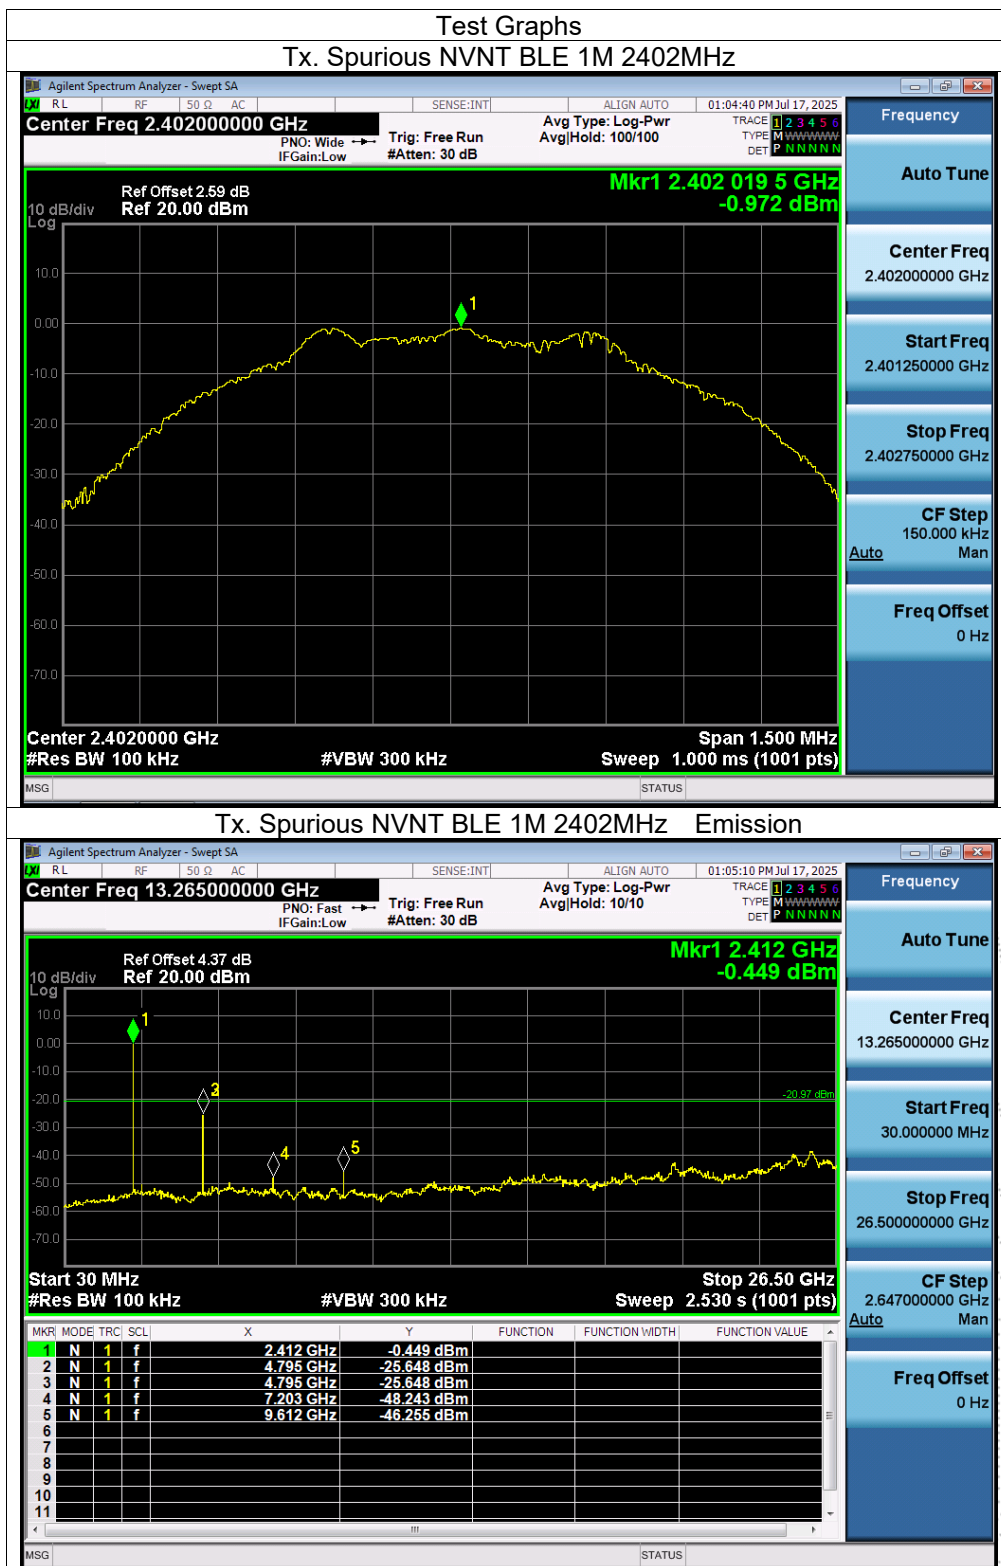 Test Graphs
Tx. Spurious NVNT BLE 1M 2402MHz
Agilent Spectrum Analyzer - Swept SA
LXI RL RF 50 Ω AC SENSE:INT ALIGN AUTO 01:04:40 PM Jul 17, 2025
Center Freq 2.402000000 GHz
PNO: Wide
IFGain:Low
Trig: Free Run
#Atten: 30 dB
Avg Type: Log-Pwr
Avg|Hold: 100/100
TRACE 1 2 3 4 5 6
TYPE M WWWWW
DET P N N N N N
Mkr1 2.402 019 5 GHz
-0.972 dBm
Ref Offset 2.59 dB
10 dB/div Ref 20.00 dBm
Log
1
10.0
0.00
-10.0
-20.0
-30.0
-40.0
-50.0
-60.0
-70.0
Center 2.4020000 GHz Span 1.500 MHz
#Res BW 100 kHz #VBW 300 kHz Sweep 1.000 ms (1001 pts)
MSG STATUS
Frequency
Auto Tune
Center Freq
2.402000000 GHz
Start Freq
2.401250000 GHz
Stop Freq
2.402750000 GHz
CF Step
150.000 kHz
Auto Man
Freq Offset
0 Hz
Tx. Spurious NVNT BLE 1M 2402MHz Emission
Agilent Spectrum Analyzer - Swept SA
LXI RL RF 50 Ω AC SENSE:INT ALIGN AUTO 01:05:10 PM Jul 17, 2025
Center Freq 13.265000000 GHz
PNO: Fast
IFGain:Low
Trig: Free Run
#Atten: 30 dB
Avg Type: Log-Pwr
Avg|Hold: 10/10
TRACE 1 2 3 4 5 6
TYPE M WWWWW
DET P N N N N N
Mkr1 2.412 GHz
-0.449 dBm
Ref Offset 4.37 dB
10 dB/div Ref 20.00 dBm
Log
10.0
0.00
-10.0
-20.0
-30.0
-40.0
-50.0
-60.0
-70.0
1
3
4
5
-20.97 dBm
Start 30 MHz Stop 26.50 GHz
#Res BW 100 kHz #VBW 300 kHz Sweep 2.530 s (1001 pts)
MKR MODE TRC SCL X Y FUNCTION FUNCTION WIDTH FUNCTION VALUE
1 N 1 f 2.412 GHz -0.449 dBm
2 N 1 f 4.795 GHz -25.648 dBm
3 N 1 f 4.795 GHz -25.648 dBm
4 N 1 f 7.203 GHz -48.243 dBm
5 N 1 f 9.612 GHz -46.255 dBm
6
7
8
9
10
11
MSG STATUS
Frequency
Auto Tune
Center Freq
13.265000000 GHz
Start Freq
30.000000 MHz
Stop Freq
26.500000000 GHz
CF Step
2.647000000 GHz
Auto Man
Freq Offset
0 Hz